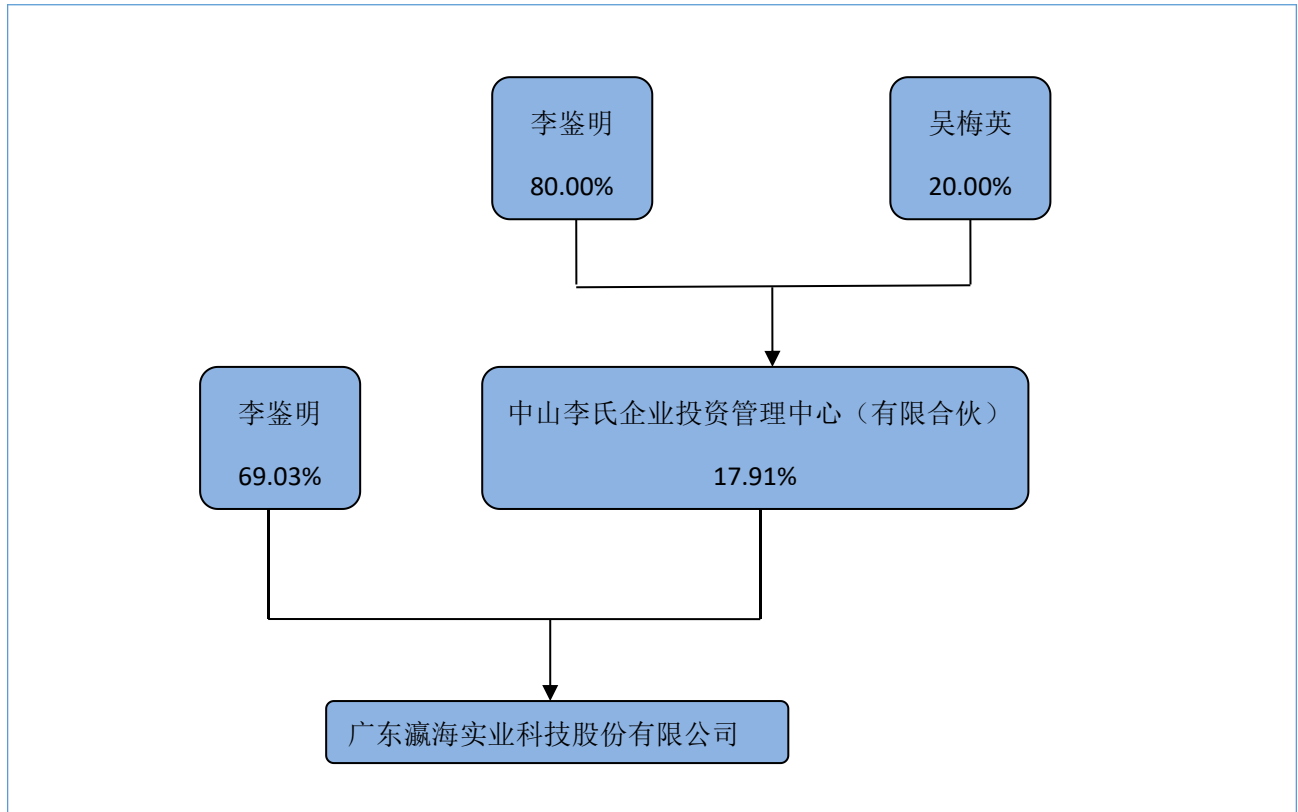 李鉴明
80.00%
吴梅英
20.00%
李鉴明
69.03%
中山李氏企业投资管理中心（有限合伙）
17.91%
广东瀛海实业科技股份有限公司